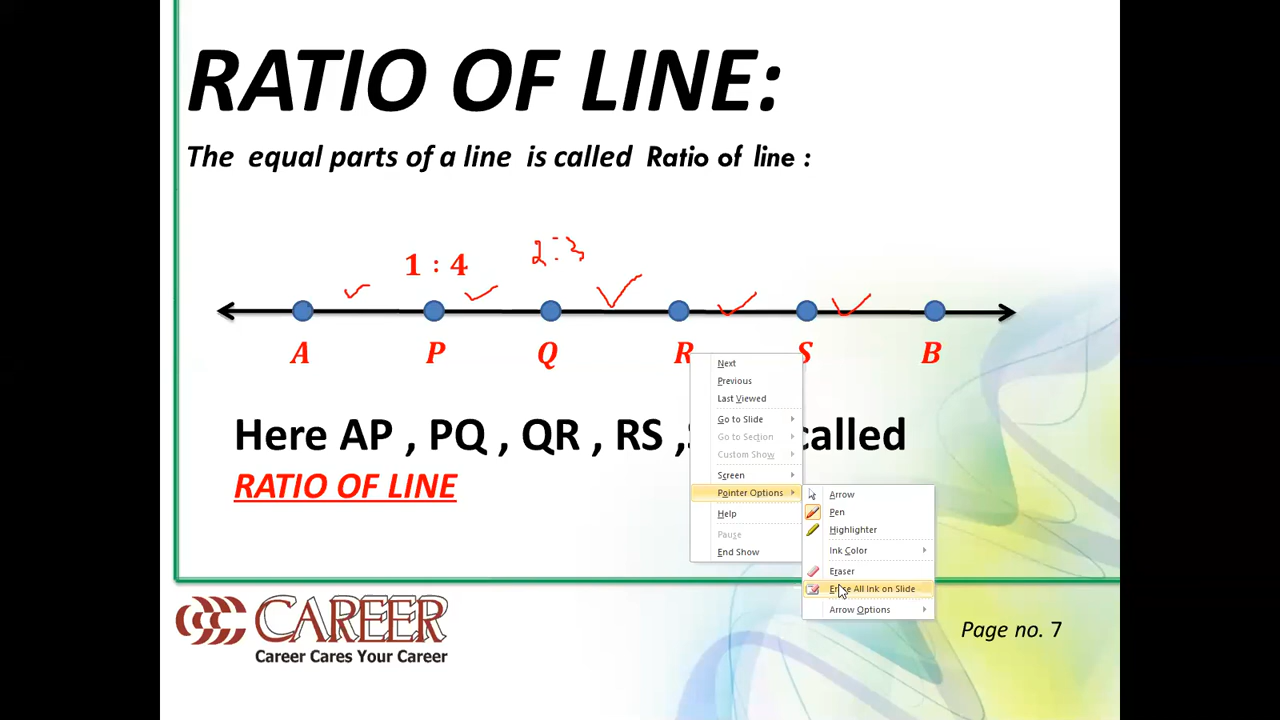 RATIO OF LINE:
The equal parts of a line is called Ratio of line :
1 : 4 2:3
A P Q R S B
Here AP , PQ , QR , RS , called
RATIO OF LINE
Next
Previous
Last Viewed
Go to Slide
Go to Section
Custom Show
Screen
Pointer Options
Help
Pause
End Show
Arrow
Pen
Highlighter
Ink Color
Eraser
Erase All Ink on Slide
Arrow Options
CAREER
Career Cares Your Career
Page no. 7